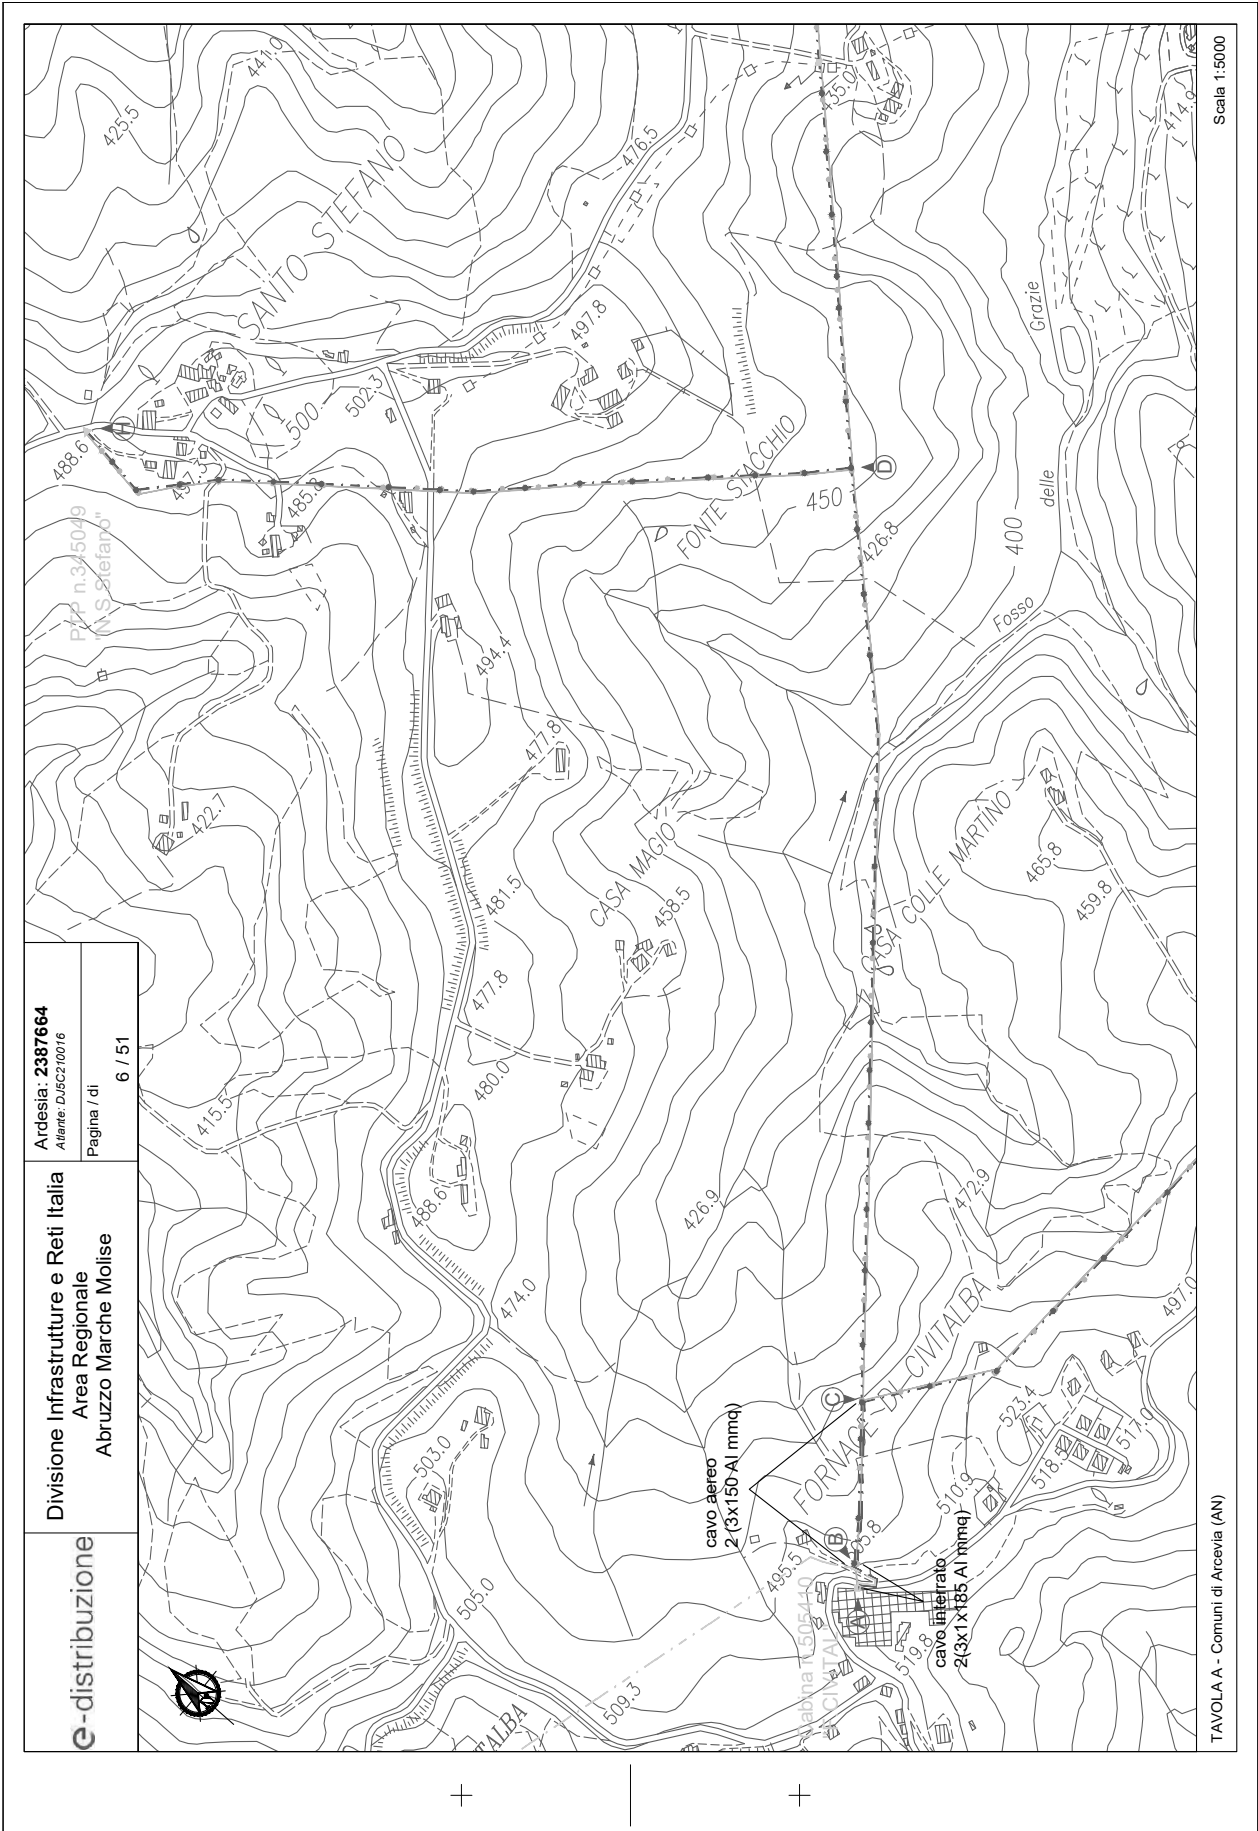 e-distribuzione
Divisione Infrastrutture e Reti Italia
Area Regionale
Abruzzo Marche Molise
Ardesia: 2387664
Atlante: DJ5C210016
Pagina / di
6 / 51
PTP n.345049
"N.S.Stefano"
488.6
H
485.8
500
502.3
SANTO STEFANO
425.5
441.0
476.5
497.8
435.0
414.9
FONTE STACCHIO
450
D
426.8
400
Fosso
delle
Grazie
494.4
477.8
422.7
481.5
CASA MAGIO
458.5
477.8
480.0
415.5
488.6
474.0
426.9
CASA COLLE MARTINO
465.8
459.8
472.9
497.0
503.0
505.0
509.3
cavo aereo
2 (3x150 Al mmq)
FORNACE DI CIVITALBA
C
B
A
495.5
510.9
523.4
518.5
517.0
519.8
cavo interrato
2(3x1x185 Al mmq)
TAVOLA A - Comuni di Arcevia (AN)
Scala 1:5000